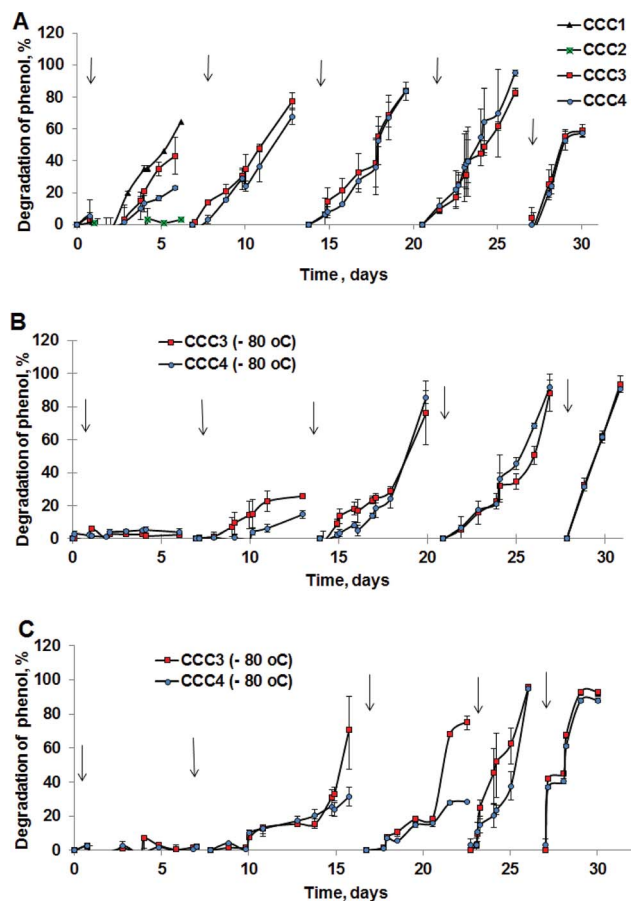 A
Degradation of phenol, %
120
100
80
60
40
20
0
0
5
10
15
20
25
30
Time , days
CCC1
CCC2
CCC3
CCC4
B
Degradation of phenol, %
120
100
80
60
40
20
0
0
5
10
15
20
25
30
Time, days
CCC3 (- 80 oC)
CCC4 (- 80 oC)
C
Degradation of phenol, %
120
100
80
60
40
20
0
0
5
10
15
20
25
30
Time, days
CCC3 (- 80 oC)
CCC4 (- 80 oC)